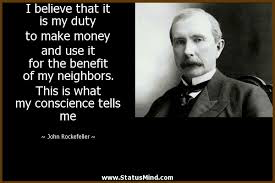 I believe that it
is my duty
to make money
and use it
for the benefit
of my neighbors.
This is what
my conscience tells
me
~ John Rockefeller ~
www.StatusMind.com